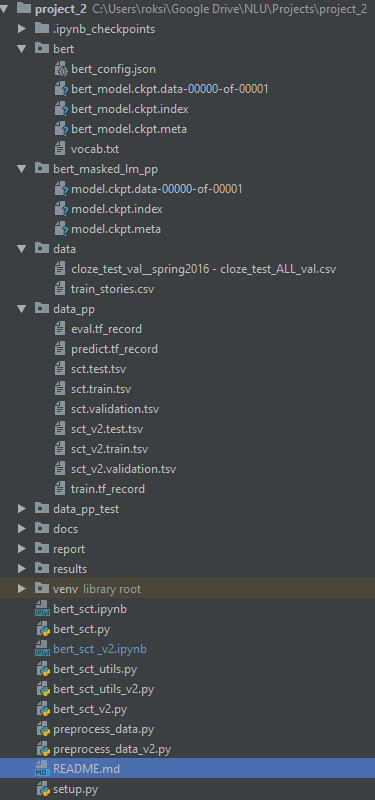 project_2 C:\Users\roksi\Google Drive\NLU\Projects\project_2
.ipynb_checkpoints
bert
bert_config.json
bert_model.ckpt.data-00000-of-00001
bert_model.ckpt.index
bert_model.ckpt.meta
vocab.txt
bert_masked_lm_pp
model.ckpt.data-00000-of-00001
model.ckpt.index
model.ckpt.meta
data
cloze_test_val__spring2016 - cloze_test_ALL_val.csv
train_stories.csv
data_pp
eval.tf_record
predict.tf_record
sct.test.tsv
sct.train.tsv
sct.validation.tsv
sct_v2.test.tsv
sct_v2.train.tsv
sct_v2.validation.tsv
train.tf_record
data_pp_test
docs
report
results
venv library root
bert_sct.ipynb
bert_sct.py
bert_sct _v2.ipynb
bert_sct_utils.py
bert_sct_utils_v2.py
bert_sct_v2.py
preprocess_data.py
preprocess_data_v2.py
README.md
setup.py